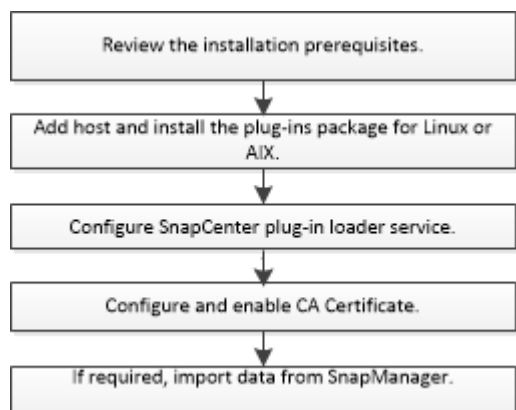 Review the installation prerequisites.
Add host and install the plug-ins package for Linux or
AIX.
Configure SnapCenter plug-in loader service.
Configure and enable CA Certificate.
If required, import data from SnapManager.